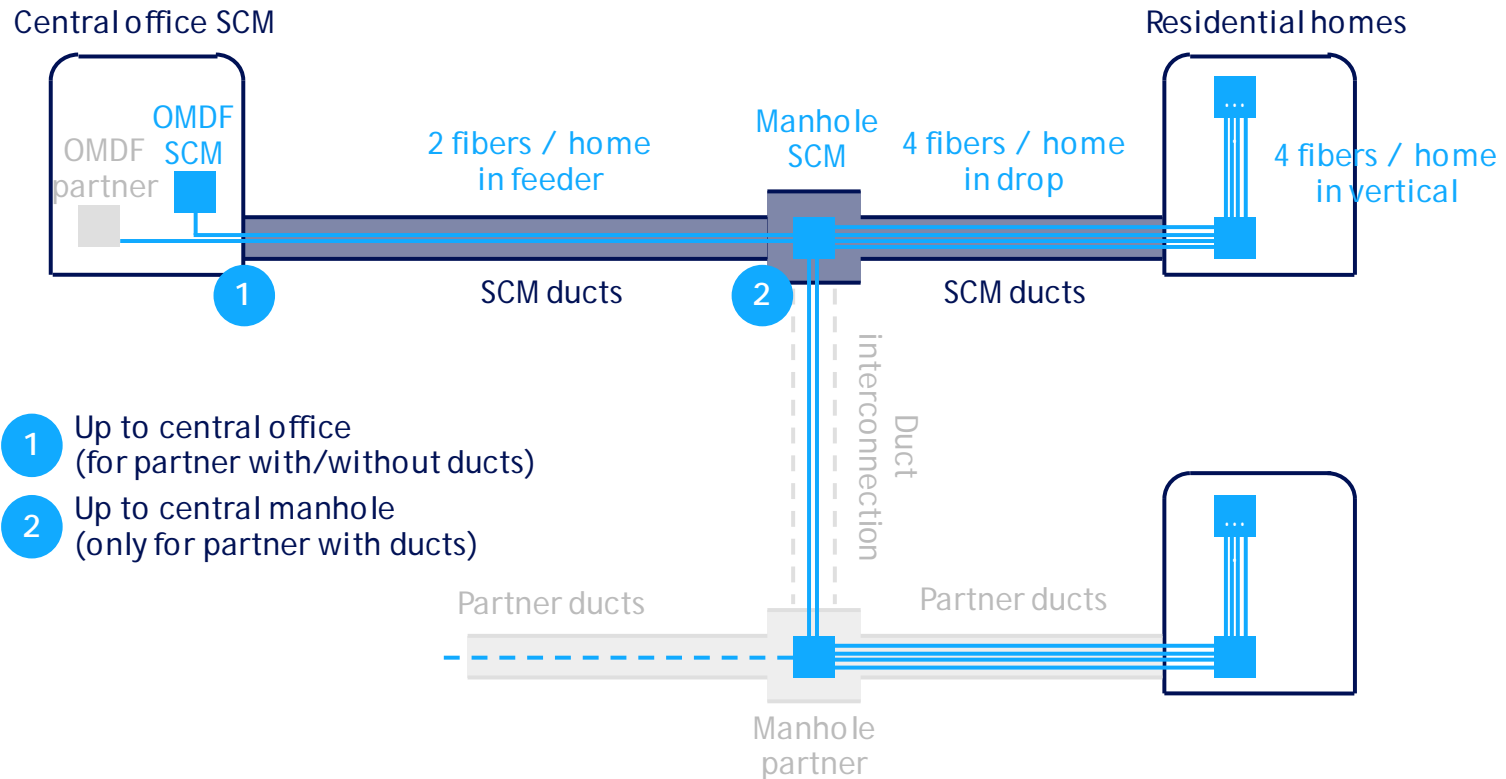 Central office SCM
Residential homes
OMDF
SCM
OMDF
partner
2 fibers / home
in feeder
Manhole
SCM
4 fibers / home
in drop
...
4 fibers / home
in vertical
1
SCM ducts
2
SCM ducts
Duct
interconnection
1
Up to central office
(for partner with/without ducts)
2
Up to central manhole
(only for partner with ducts)
...
Partner ducts
Partner ducts
Manhole
partner